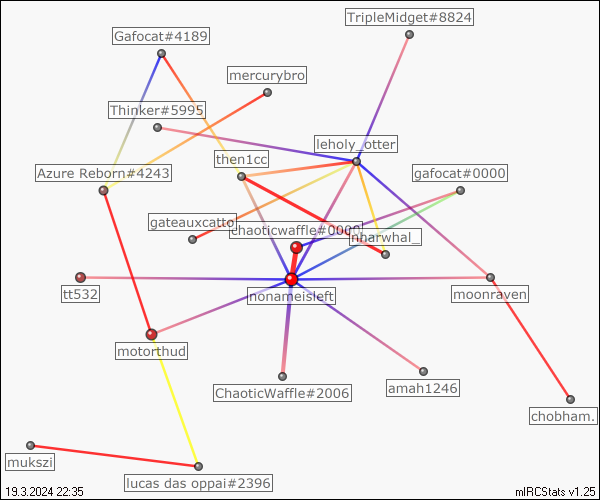 TripleMidget#8824
Gafocat#4189
mercurybro
Thinker#5995
leholy_otter
then1cc
Azure Reborn#4243
gafocat#0000
gateauxcatto
chaoticwaffle#0000
nharwhal_
tt532
nonameisleft
moonraven
motorthud
ChaoticWaffle#2006
amah1246
chobham.
mukszi
lucas das oppai#2396
19.3.2024 22:35
mIRCStats v1.25